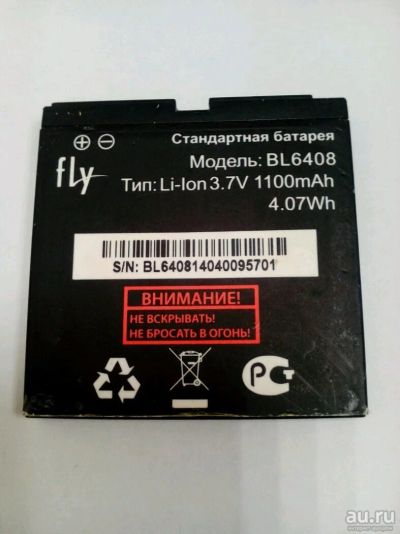 Стандартная батарея
fly
Модель: BL6408
Тип: Li-Ion 3.7V 1100mAh
4.07Wh
S/N: BL640814040095701
ВНИМАНИЕ!
НЕ ВСКРЫВАТЬ!
НЕ БРОСАТЬ В ОГОНЬ!
РСТ
au.ru